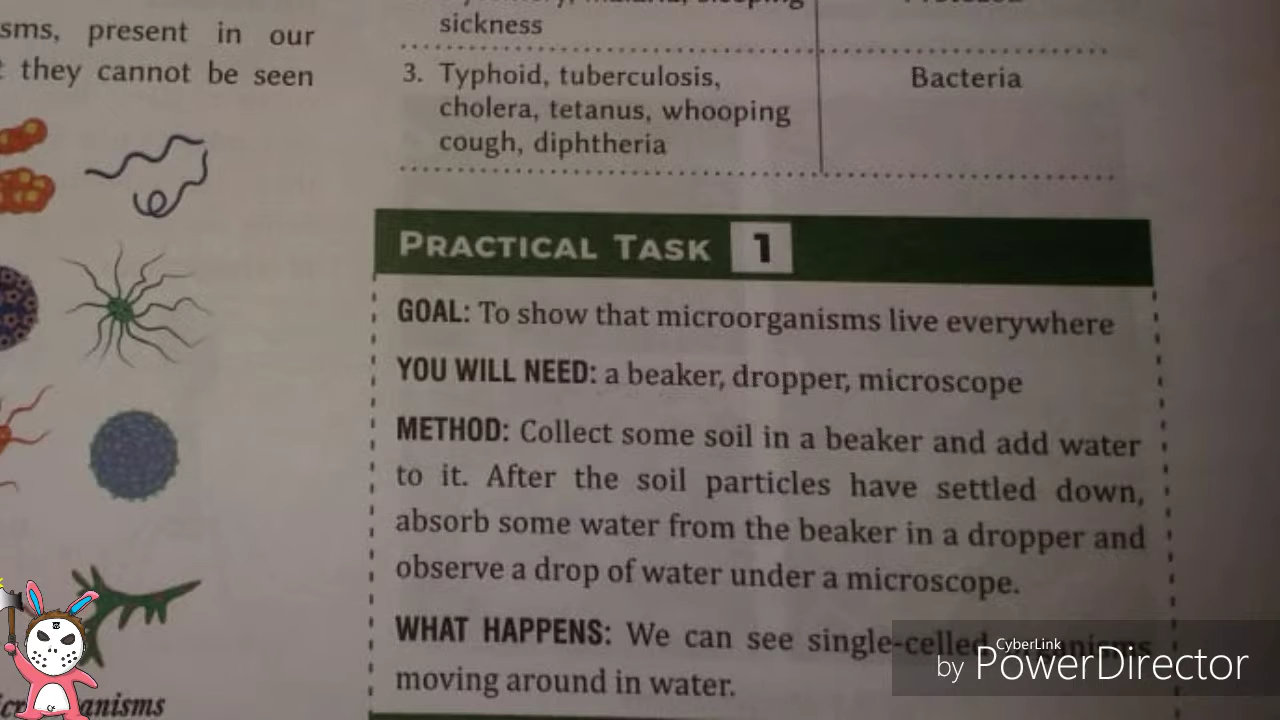 sms, present in our
they cannot be seen
anisms
sickness
3. Typhoid, tuberculosis,
cholera, tetanus, whooping
cough, diphtheria
Bacteria
PRACTICAL TASK 1
GOAL: To show that microorganisms live everywhere
YOU WILL NEED: a beaker, dropper, microscope
METHOD: Collect some soil in a beaker and add water
to it. After the soil particles have settled down,
absorb some water from the beaker in a dropper and
observe a drop of water under a microscope.
WHAT HAPPENS: We can see single-celled organisms
moving around in water.
by CyberLink PowerDirector